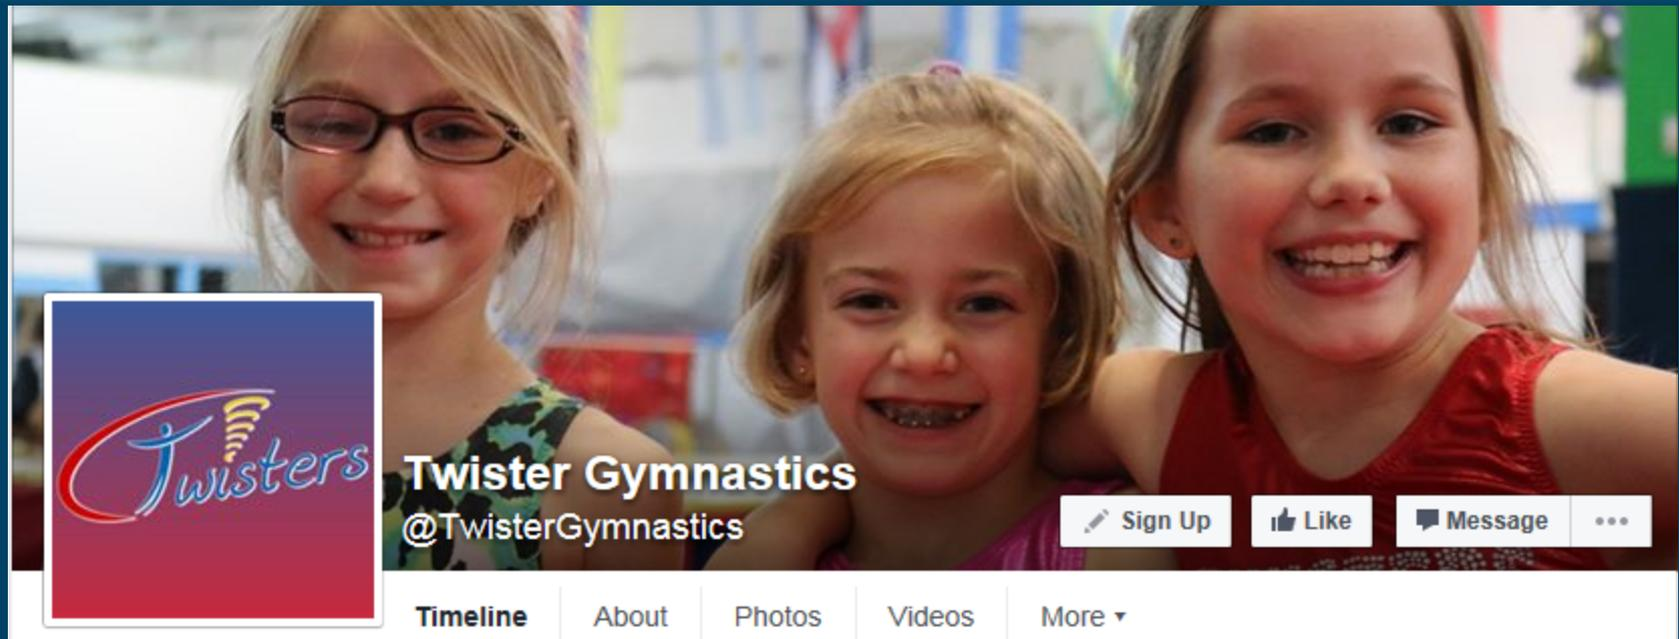 Twisters
Twister Gymnastics
@TwisterGymnastics
Sign Up
Like
Message
Timeline
About
Photos
Videos
More